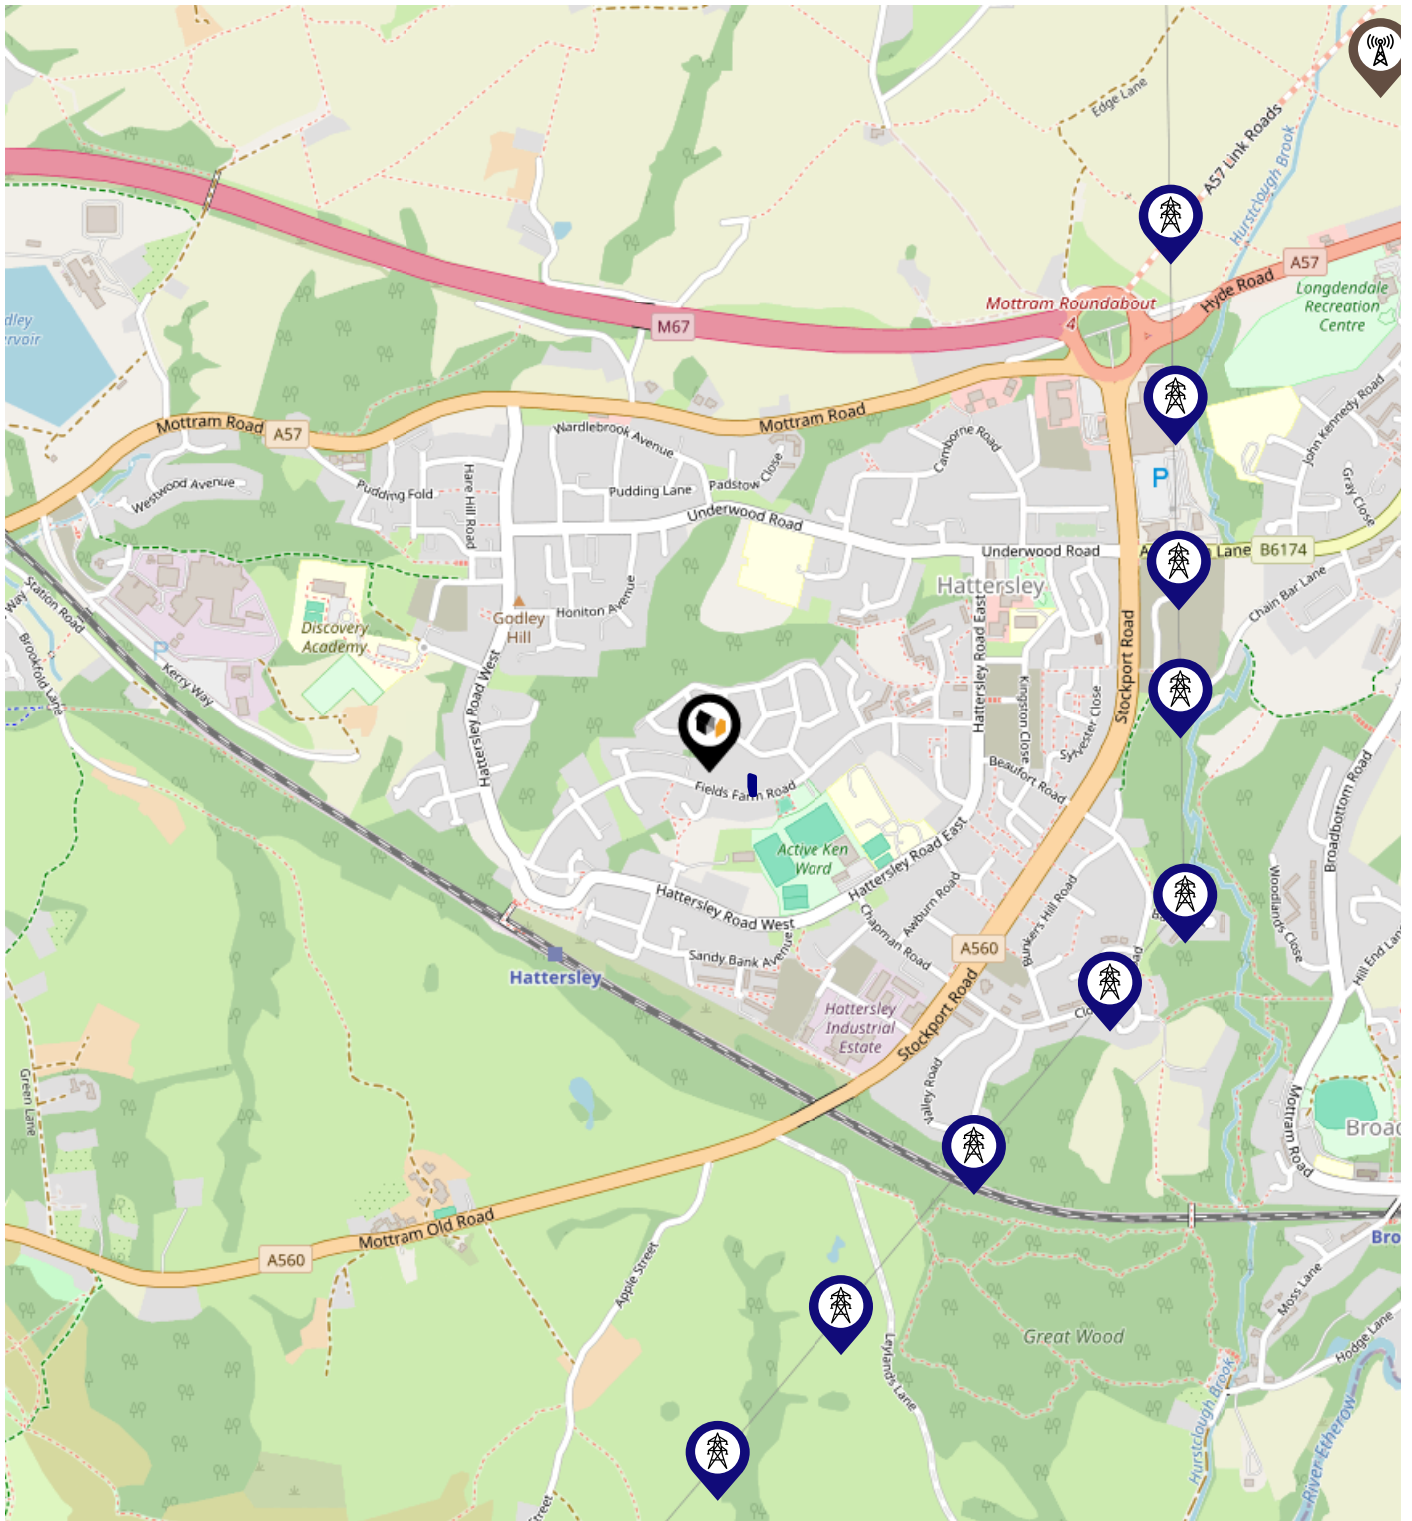 Edge Lane
A57 Link Roads
Hurstclough Brook
A57
Hyde Road
Longdendale
Recreation
Centre
Mottram Roundabout
4
M67
Mottram Road
A57
Mottram Road
John Kennedy Road
Wardlebrook Avenue
Camborne Road
Westwood Avenue
Pudding Fold
Hare Hill Road
Pudding Lane
Padstow Close
Gray Close
P
Underwood Road
Underwood Road
Lane
B6174
Hattersley
Chain Bar Lane
Station Road
Way
Brookfold Lane
P
Kerry Way
Discovery
Academy
Godley
Hill
Honiton Avenue
Hattersley Road West
Hattersley Road East
Kingston Close
Sylvester Close
Stockport Road
Beaufort Road
Fields Farm Road
Active Ken
Ward
Hattersley Road East
Hattersley Road West
Broadbottom Road
Woodlands Close
Awburn Road
Chapman Road
Bunkers Hill Road
Sandy Bank Avenue
A560
Hill End Lane
Hattersley
Hattersley
Industrial
Estate
Stockport Road
Valley Road
Green Lane
Mottram Road
Broad
Mottram Old Road
A560
Bro
Apple Street
Moss Lane
Hodge Lane
Great Wood
Leylands Lane
Hurstclough Brook
River Etherow
Street